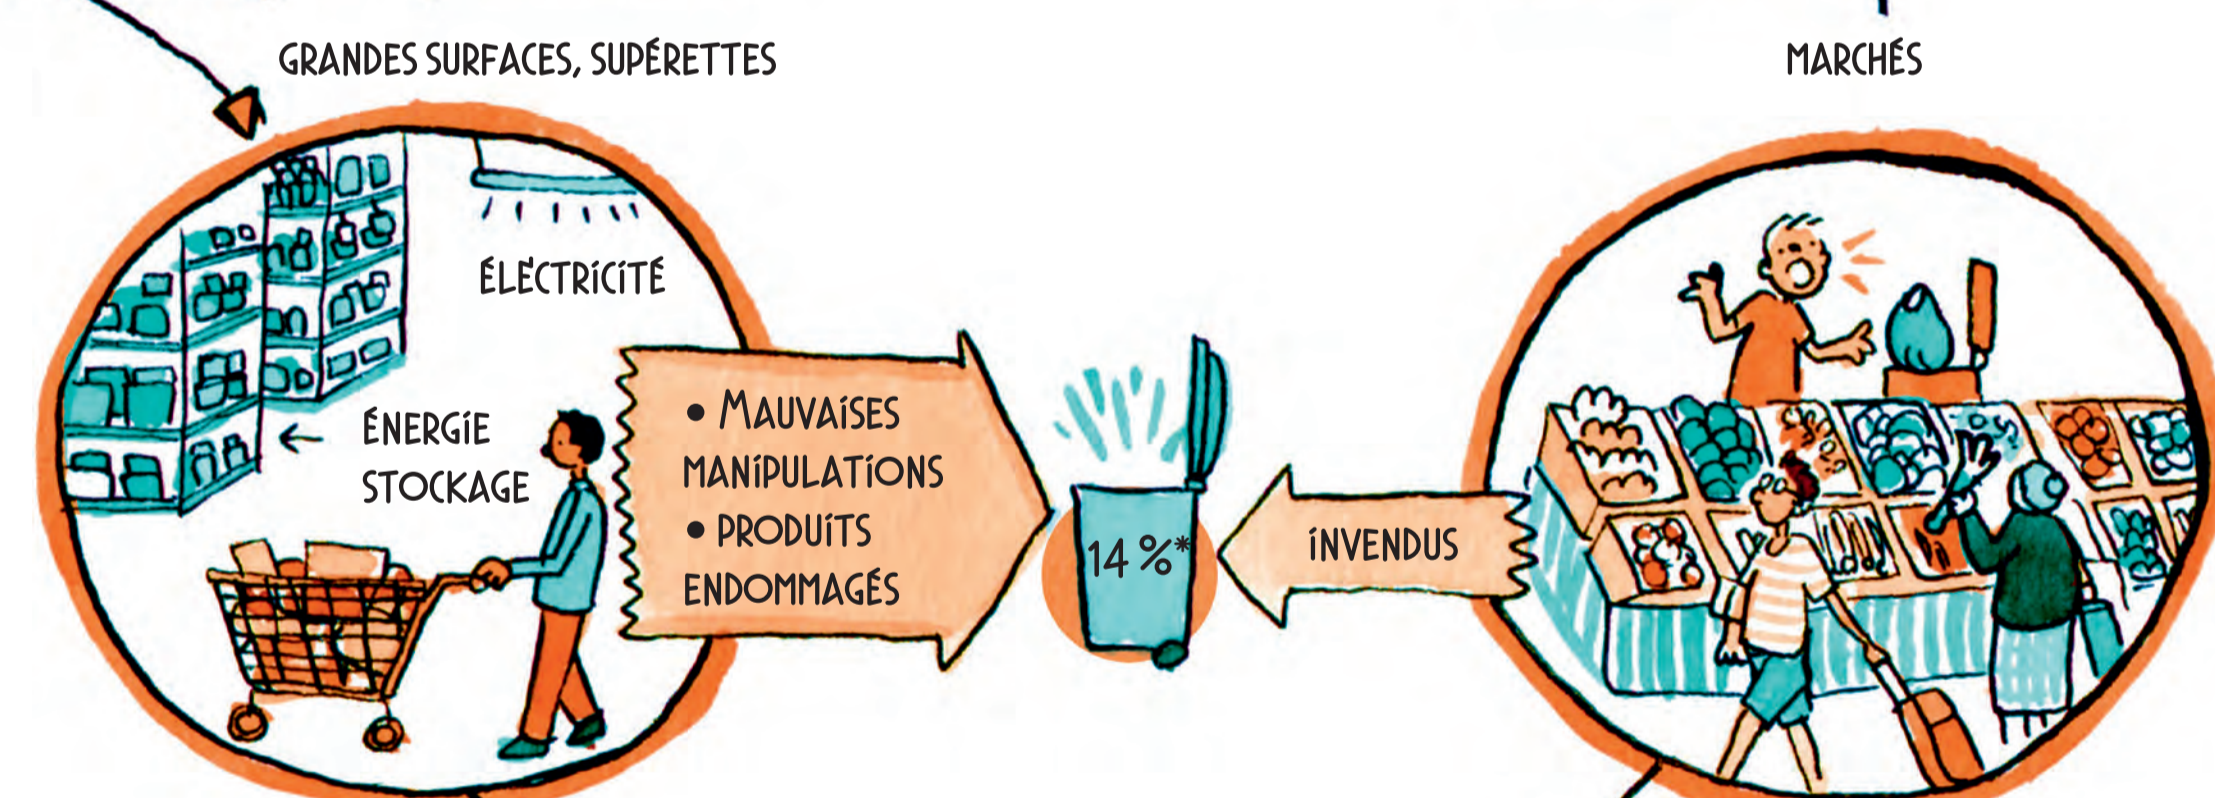 GRANDES SURFACES, SUPÉRETTES
MARCHÉS
ÉLECTRICITÉ
ÉNERGIE
STOCKAGE
• MAUVAISES
MANIPULATIONS
• PRODUITS
ENDOMMAGÉS
14 %*
INVENDUS